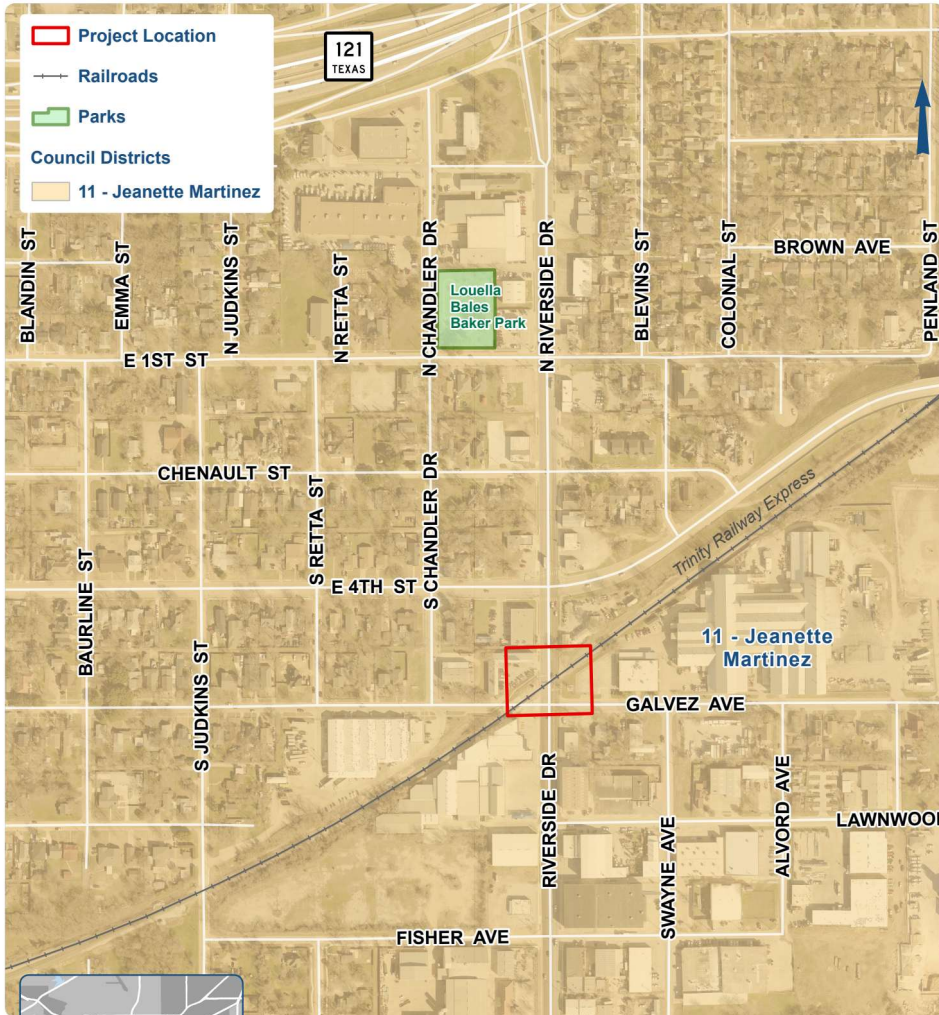 Project Location
Railroads
Parks
Council Districts
11 - Jeanette Martinez
121
TEXAS
BLANDIN ST
EMMA ST
N JUDKINS ST
N RETTA ST
N CHANDLER DR
N RIVERSIDE DR
BLEVINS ST
COLONIAL ST
BROWN AVE
PENLAND ST
Louella
Bales
Baker Park
E 1ST ST
CHENAULT ST
S RETTA ST
S CHANDLER DR
Trinity Railway Express
BAURLINE ST
E 4TH ST
S JUDKINS ST
11 - Jeanette
Martinez
GALVEZ AVE
RIVERSIDE DR
SWAYNE AVE
ALVORD AVE
LAWNWOOD
FISHER AVE